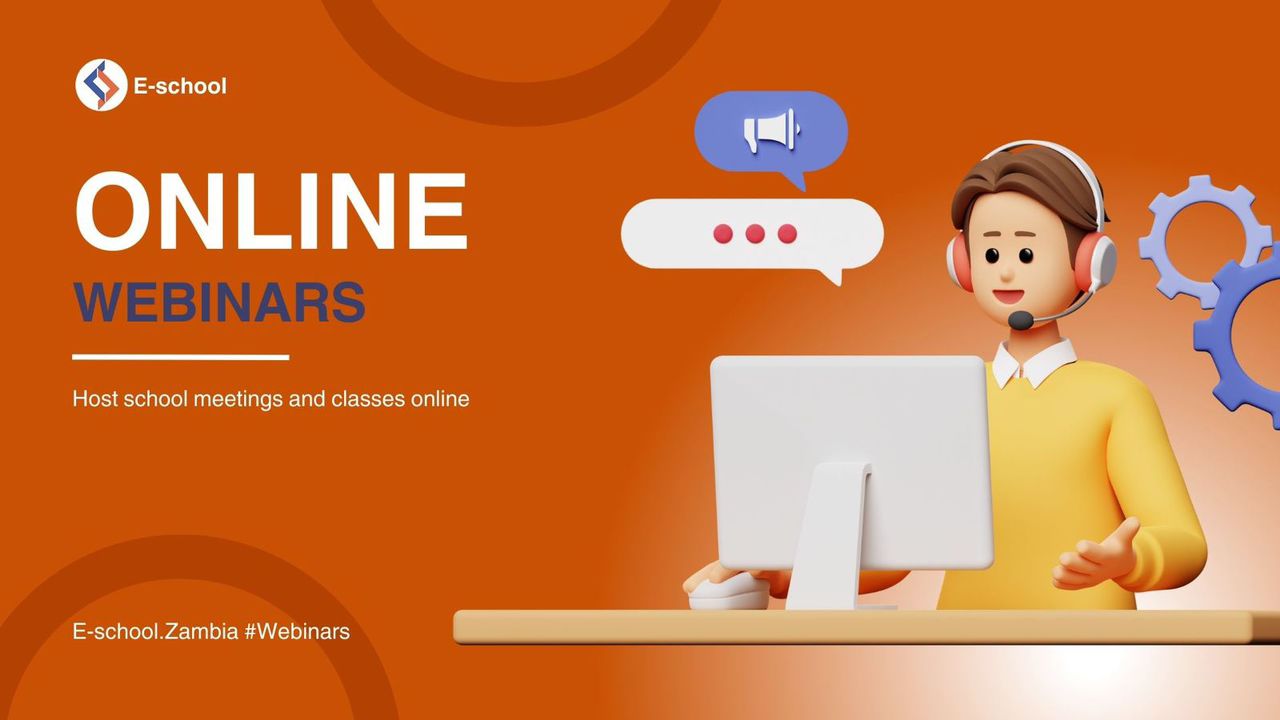 E-school
ONLINE
WEBINARS
Host school meetings and classes online
E-school.Zambia #Webinars